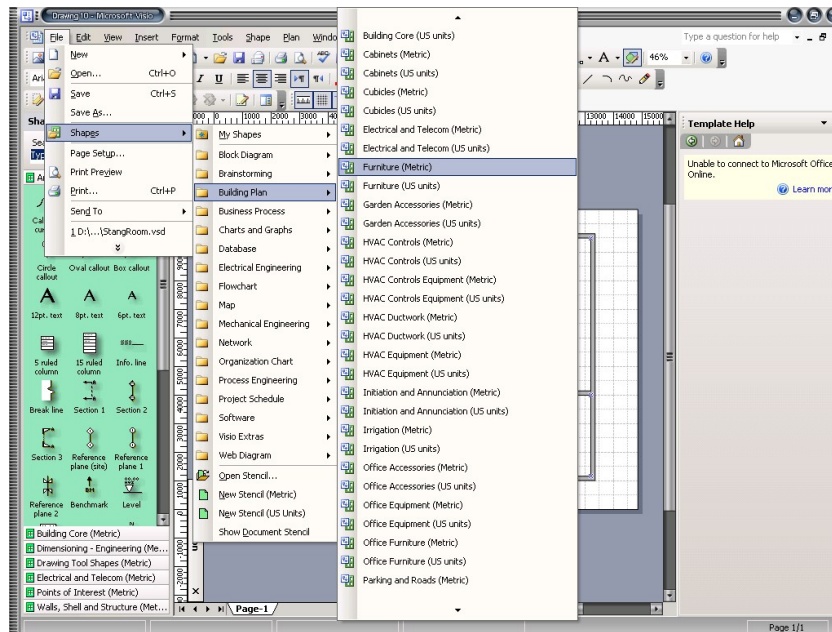 Drawing10 - Microsoft Visio
File Edit View Insert Format Tools Shape Plan Windo
Type a question for help
New
Open... Ctrl+O
Save Ctrl+S
Save As...
Shapes
Page Setup...
Print Preview
Print... Ctrl+P
Send To
1 D:\...\StangRoom.vsd
My Shapes
Block Diagram
Brainstorming
Building Plan
Business Process
Charts and Graphs
Database
Electrical Engineering
Flowchart
Map
Mechanical Engineering
Network
Organization Chart
Process Engineering
Project Schedule
Software
Visio Extras
Web Diagram
Open Stencil...
New Stencil (Metric)
New Stencil (US Units)
Show Document Stencil
Building Core (US units)
Cabinets (Metric)
Cabinets (US units)
Cubicles (Metric)
Cubicles (US units)
Electrical and Telecom (Metric)
Electrical and Telecom (US units)
Furniture (Metric)
Furniture (US units)
Garden Accessories (Metric)
Garden Accessories (US units)
HVAC Controls (Metric)
HVAC Controls (US units)
HVAC Controls Equipment (Metric)
HVAC Controls Equipment (US units)
HVAC Ductwork (Metric)
HVAC Ductwork (US units)
HVAC Equipment (Metric)
HVAC Equipment (US units)
Initiation and Annunciation (Metric)
Initiation and Annunciation (US units)
Irrigation (Metric)
Irrigation (US units)
Office Accessories (Metric)
Office Accessories (US units)
Office Equipment (Metric)
Office Equipment (US units)
Office Furniture (Metric)
Office Furniture (US units)
Parking and Roads (Metric)
46%
13000 14000 15000
Template Help
Unable to connect to Microsoft Office
Online.
Learn mor
Circle callout
Oval callout
Box callout
12pt. text
8pt. text
6pt. text
5 ruled column
15 ruled column
Info. line
Break line
Section 1
Section 2
Section 3
Reference plane (site)
Reference plane 1
Reference plane 2
Benchmark
Level
Building Core (Metric)
Dimensioning - Engineering (Me...
Drawing Tool Shapes (Metric)
Electrical and Telecom (Metric)
Points of Interest (Metric)
Walls, Shell and Structure (Met...
Page-1
Page 1/1